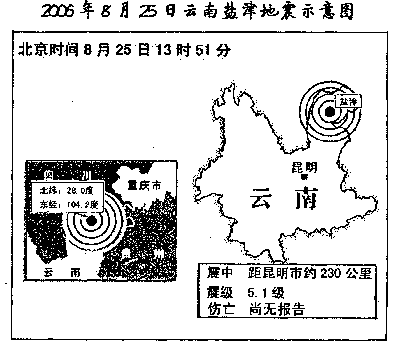 2006年8月25日云南盐津地震示意图
北京时间8月25日13时51分
盐津
昆明
云南
四川
重庆市
北纬：28.0度
东经：104.2度
云南
震中 距昆明市约230公里
震级 5.1级
伤亡 尚无报告